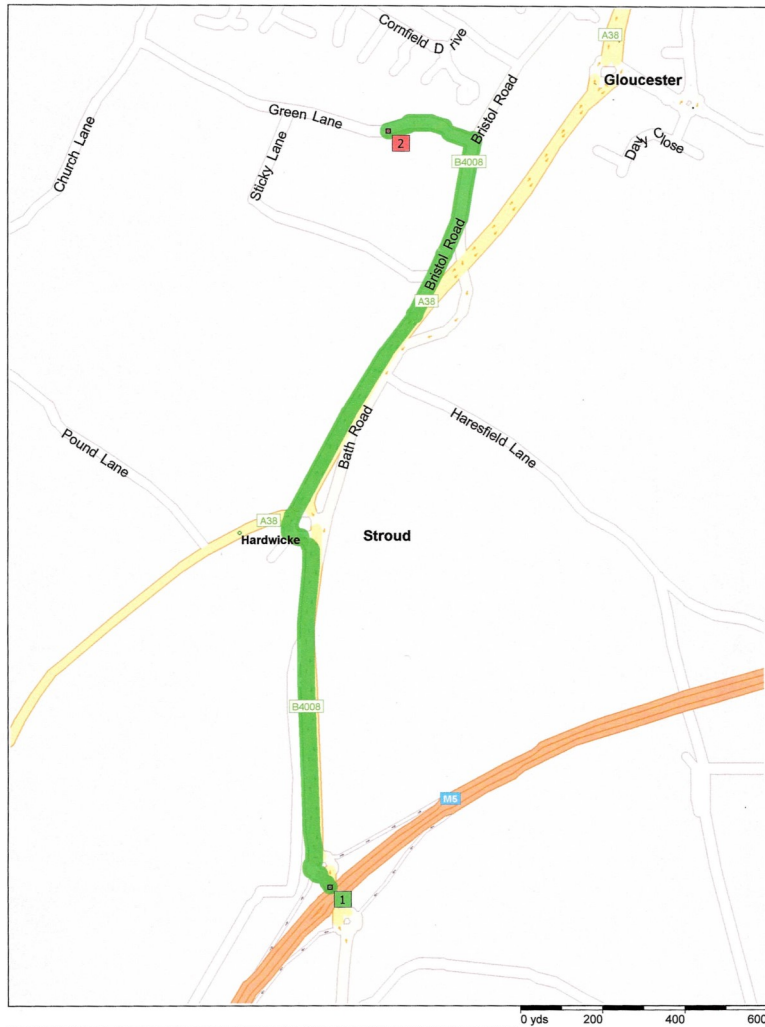 Cornfield Drive
A38
Gloucester
Green Lane
Bristol Road
2
B4008
Day Close
Church Lane
Sticky Lane
Bristol Road
A38
Bath Road
Haresfield Lane
Pound Lane
A38
Hardwicke
Stroud
B4008
M5
1
0 yds 200 400 600